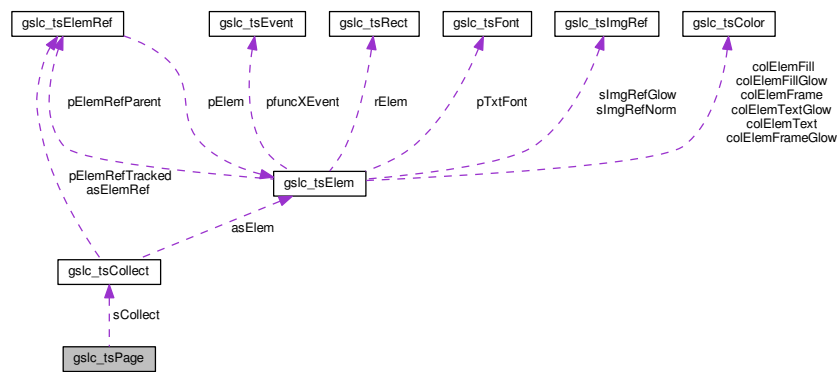 gslc_tsElemRef
gslc_tsEvent
gslc_tsRect
gslc_tsFont
gslc_tsImgRef
gslc_tsColor
pElemRefParent
pElem
pfuncXEvent
rElem
pTxtFont
sImgRefGlow
sImgRefNorm
colElemFill
colElemFillGlow
colElemFrame
colElemTextGlow
colElemText
colElemFrameGlow
pElemRefTracked
asElemRef
gslc_tsElem
asElem
gslc_tsCollect
sCollect
gslc_tsPage